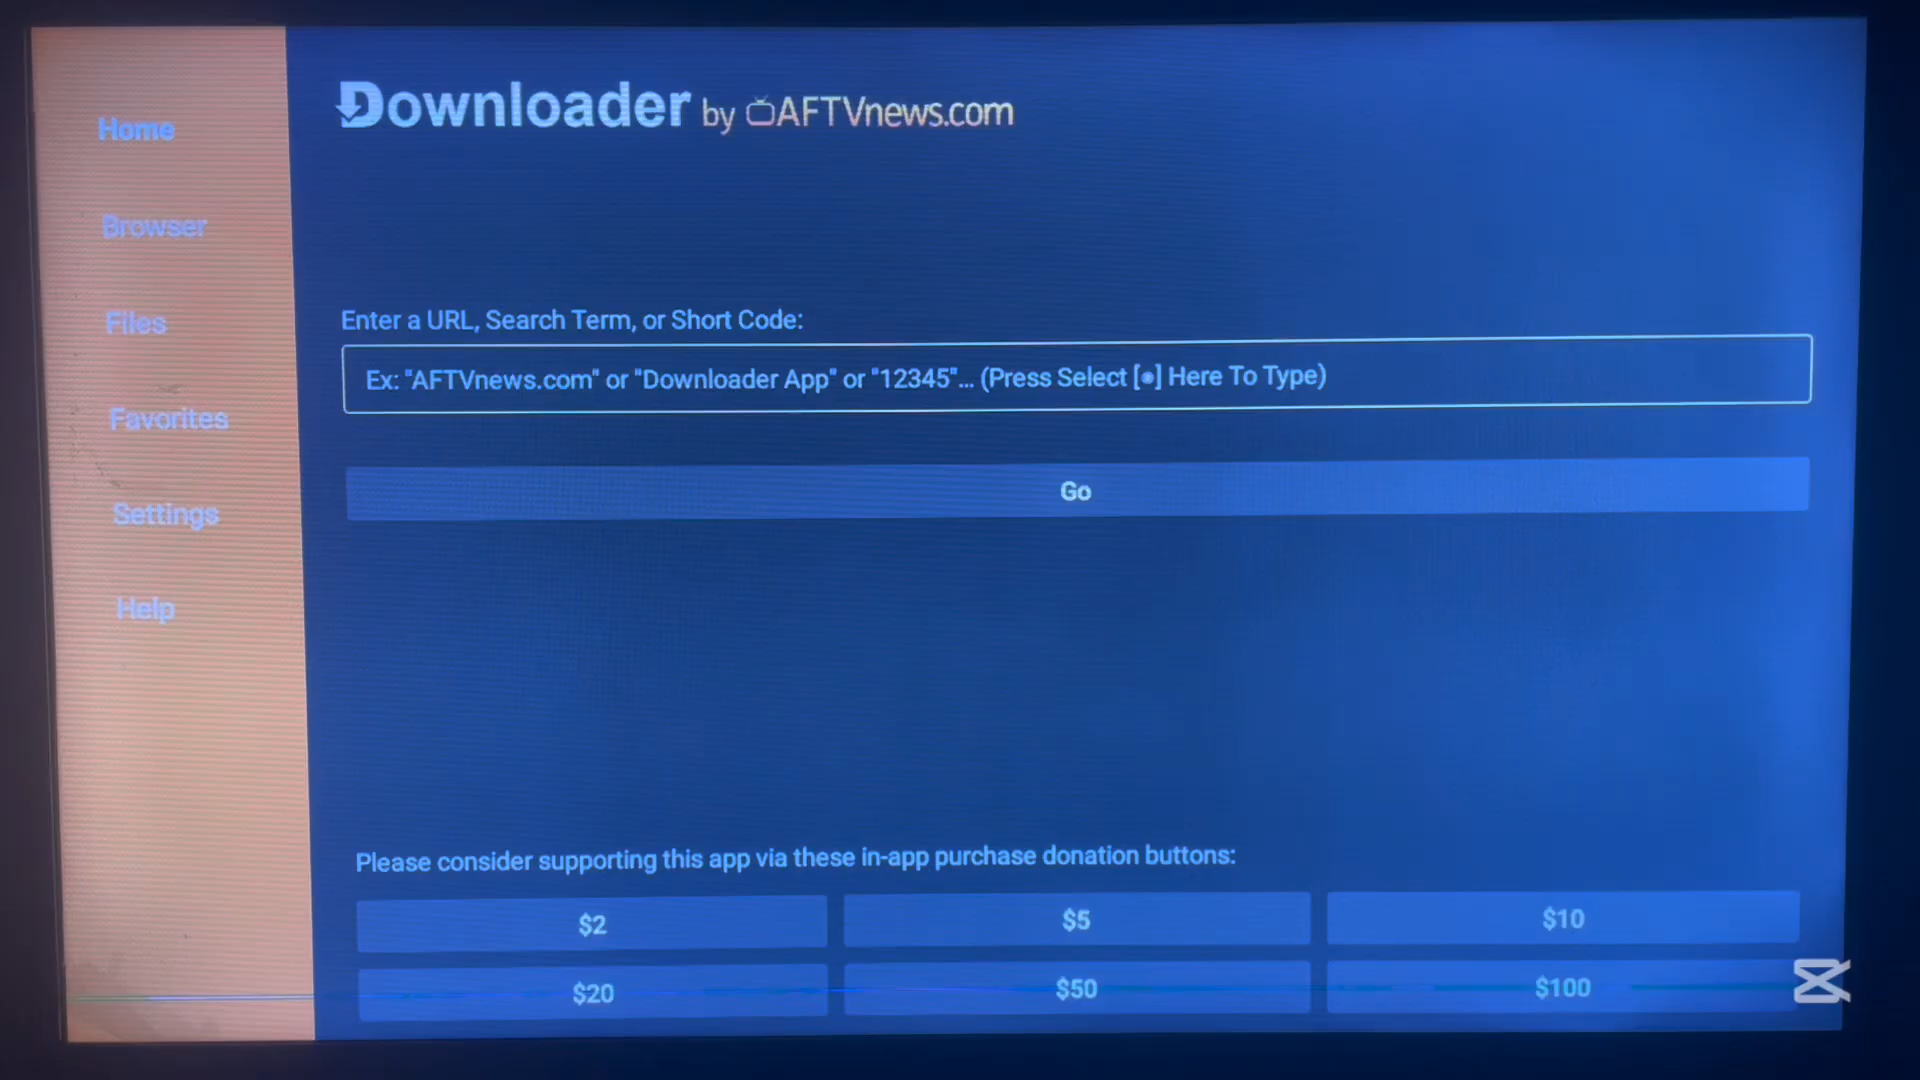 Downloader by AFTVnews.com
Home
Browser
Files
Favorites
Settings
Help
Enter a URL, Search Term, or Short Code:
Ex: "AFTVnews.com" or "Downloader App" or "12345"... (Press Select [●] Here To Type)
Go
Please consider supporting this app via these in-app purchase donation buttons:
$2
$5
$10
$20
$50
$100